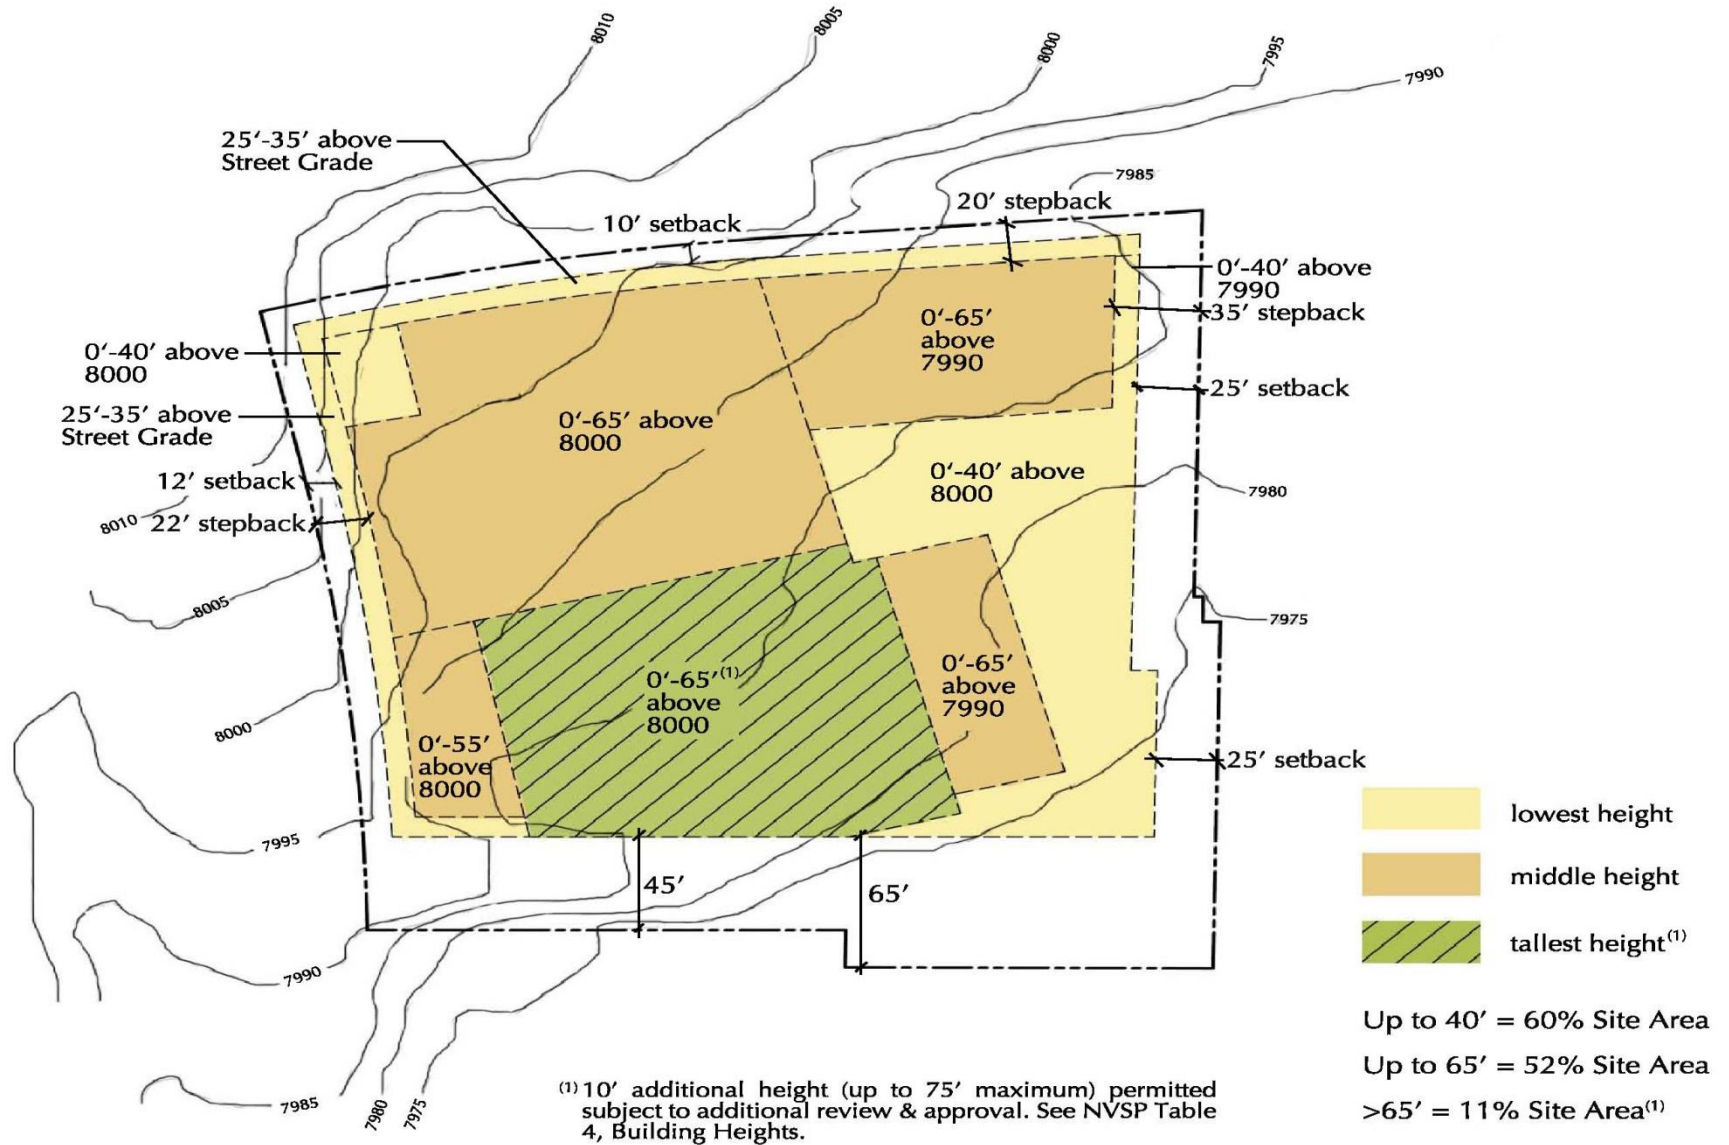 8010
8005
8000
7995
7990
25'-35' above
Street Grade
7985
20' stepback
10' setback
0'-40' above
7990
35' stepback
0'-65'
above
7990
0'-40' above
8000
25' setback
25'-35' above
Street Grade
0'-65' above
8000
0'-40' above
8000
12' setback
7980
8010
22' stepback
8005
7975
0'-65'(1)
above
8000
0'-65'
above
7990
8000
0'-55'
above
8000
25' setback
lowest height
7995
middle height
45'
65'
tallest height(1)
7990
Up to 40' = 60% Site Area
Up to 65' = 52% Site Area
>65' = 11% Site Area(1)
7985
7980
7975
(1) 10' additional height (up to 75' maximum) permitted
subject to additional review & approval. See NVSP Table
4, Building Heights.